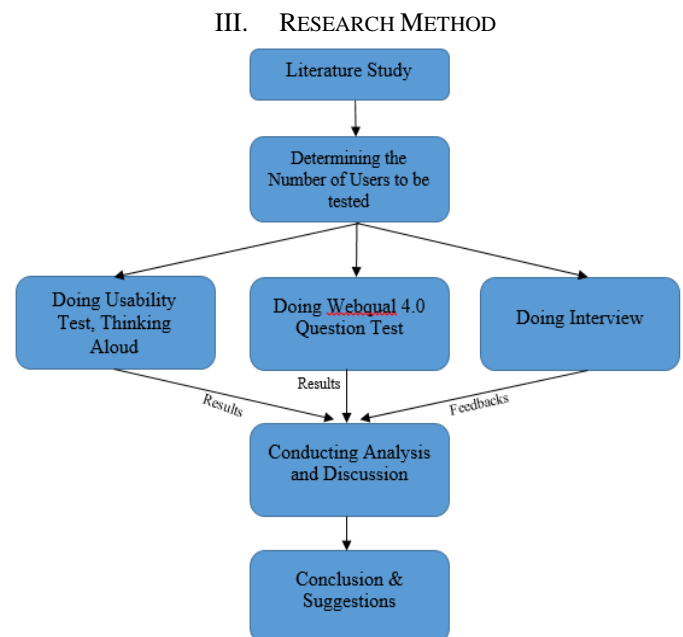 III. RESEARCH METHOD
Literature Study
Determining the
Number of Users to be
tested
Doing Usability
Test, Thinking
Aloud
Doing Webqual 4.0
Question Test
Doing Interview
Results
Results
Feedbacks
Conducting Analysis
and Discussion
Conclusion &
Suggestions